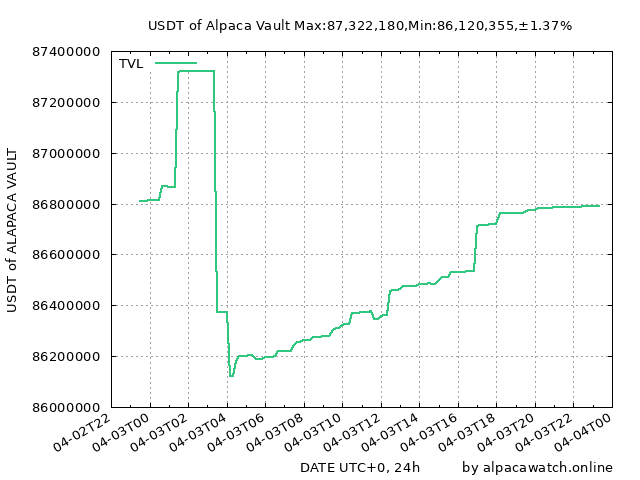 USDT of Alpaca Vault Max:87,322,180,Min:86,120,355,±1.37%
TVL
87400000
87200000
87000000
86800000
86600000
86400000
86200000
86000000
USDT of ALAPACA VAULT
04-02T22
04-03T00
04-03T02
04-03T04
04-03T06
04-03T08
04-03T10
04-03T12
04-03T14
04-03T16
04-03T18
04-03T20
04-03T22
04-04T00
DATE UTC+0, 24h
by alpacawatch.online